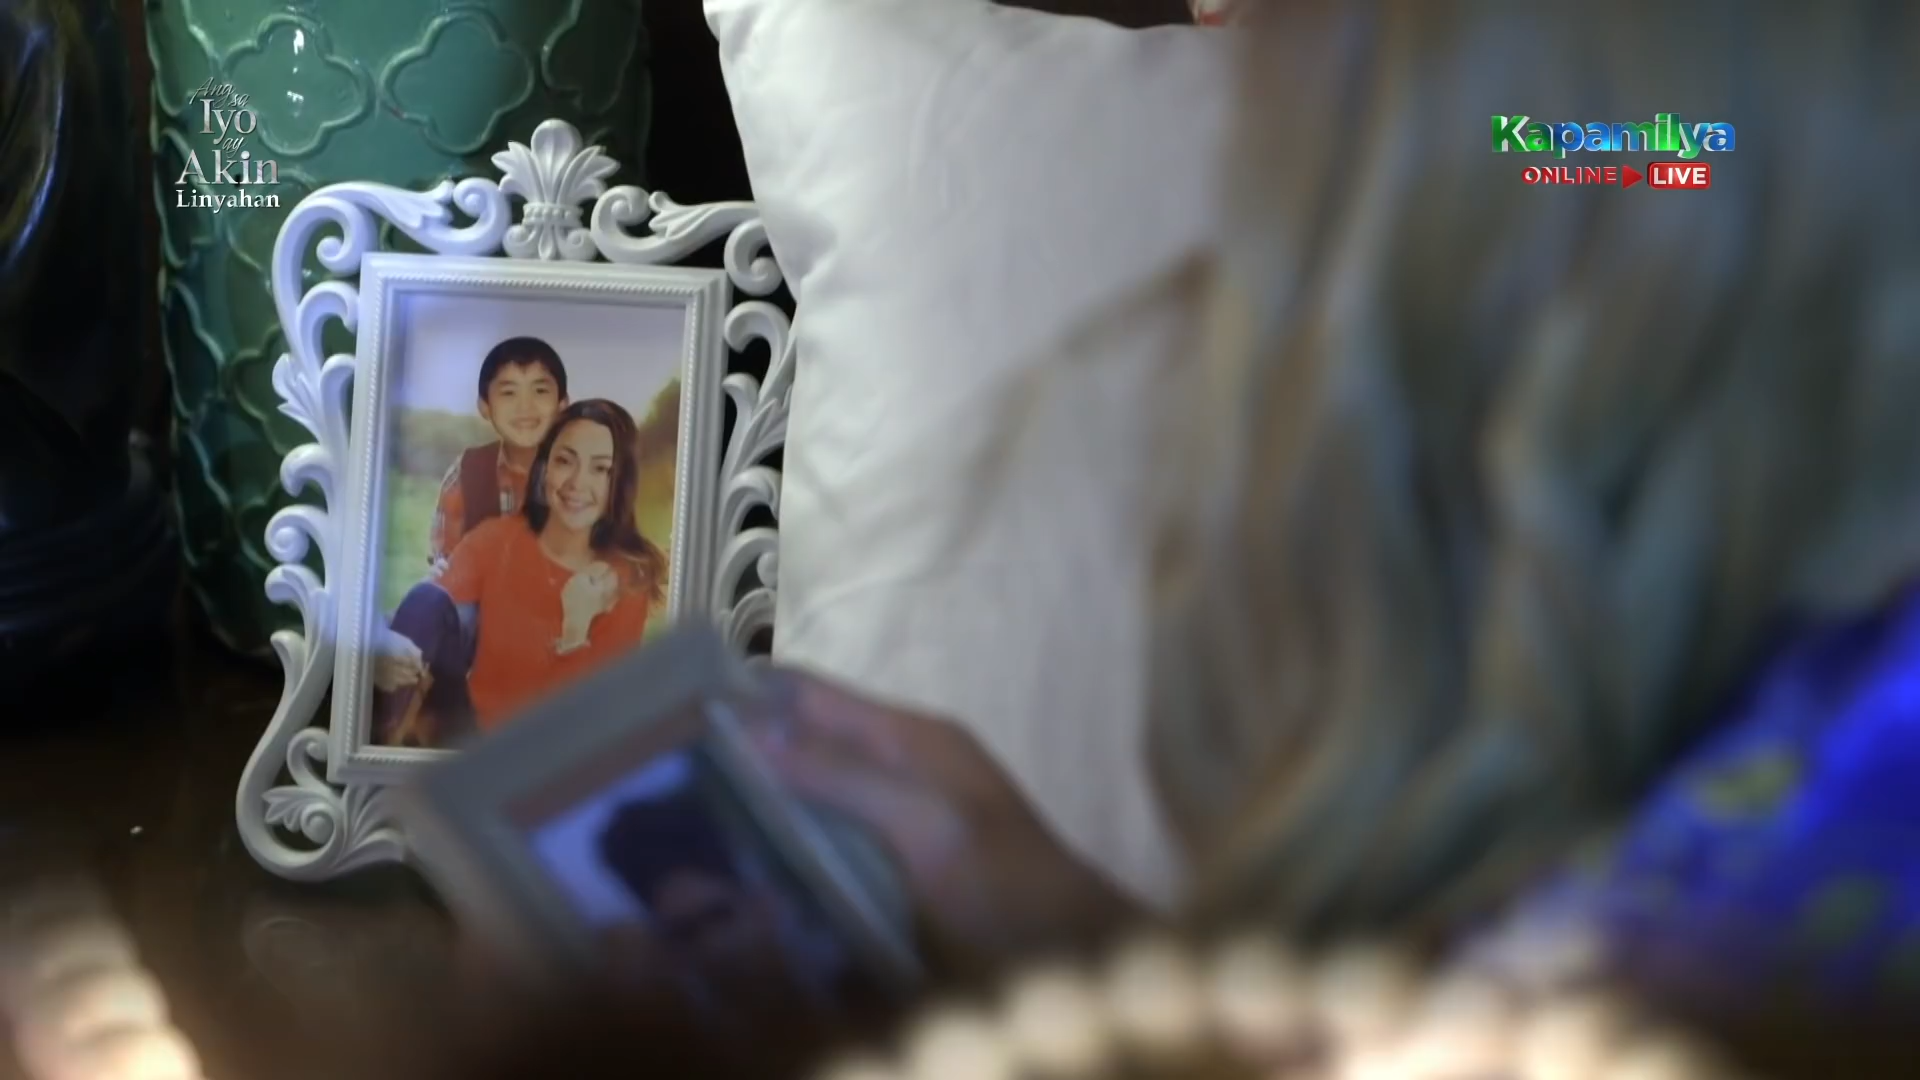 Ang sa
Iyo
ay
Akin
Linyahan
Kapamilya
ONLINE LIVE